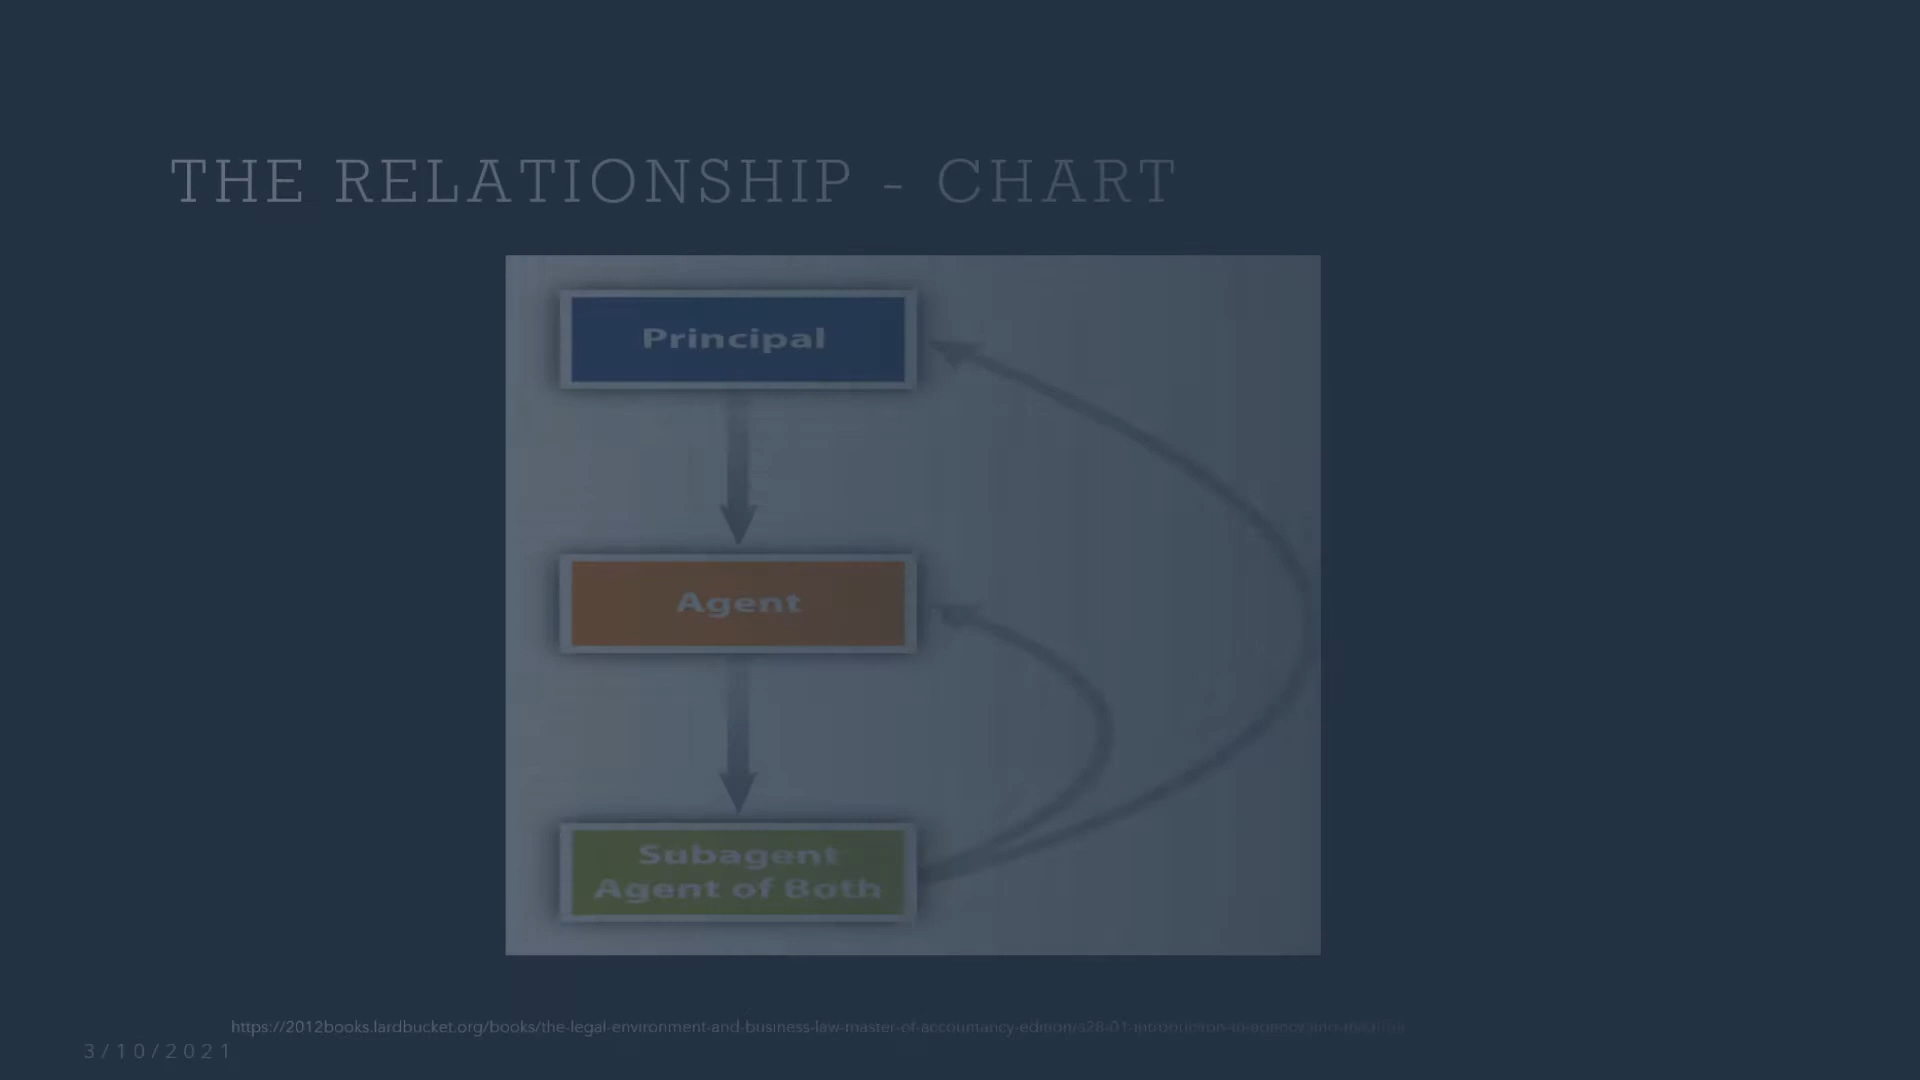 THE RELATIONSHIP - CHART
Principal
Agent
Subagent
Agent of Both
https://2012books.lardbucket.org/books/the-legal-environment-and-business-law-master-of-accountancy-edition/s28-01-introduction-to-agency-and-the
3/10/2021